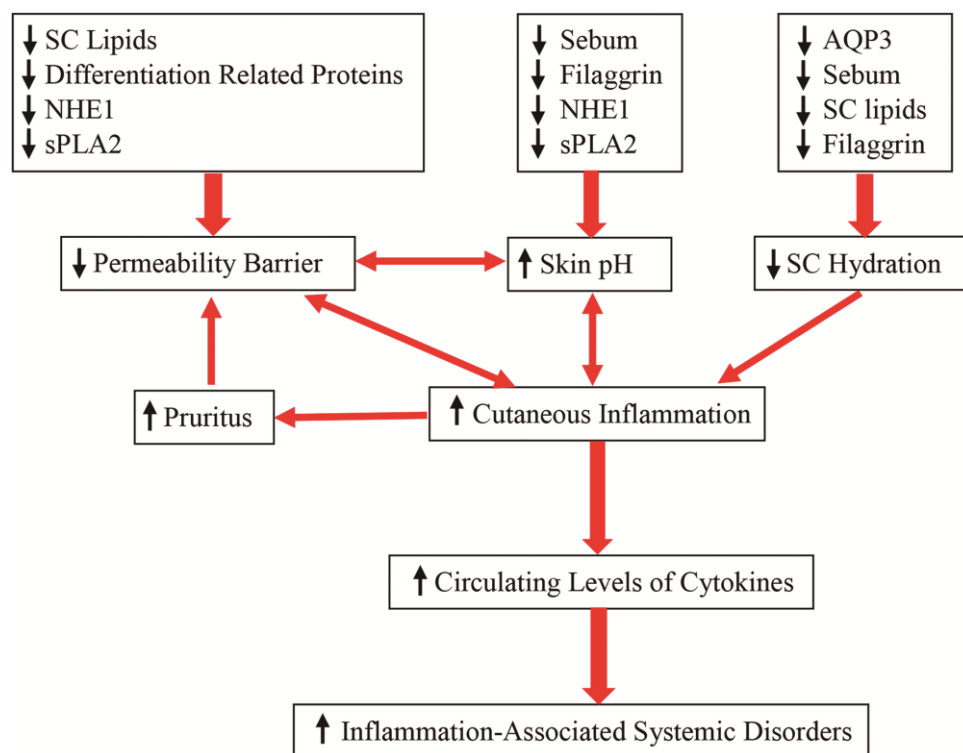 ↓ SC Lipids
↓ Differentiation Related Proteins
↓ NHE1
↓ sPLA2
↓ Sebum
↓ Filaggrin
↓ NHE1
↓ sPLA2
↓ AQP3
↓ Sebum
↓ SC lipids
↓ Filaggrin
↓ Permeability Barrier
↑ Skin pH
↓ SC Hydration
↑ Pruritus
↑ Cutaneous Inflammation
↑ Circulating Levels of Cytokines
↑ Inflammation-Associated Systemic Disorders